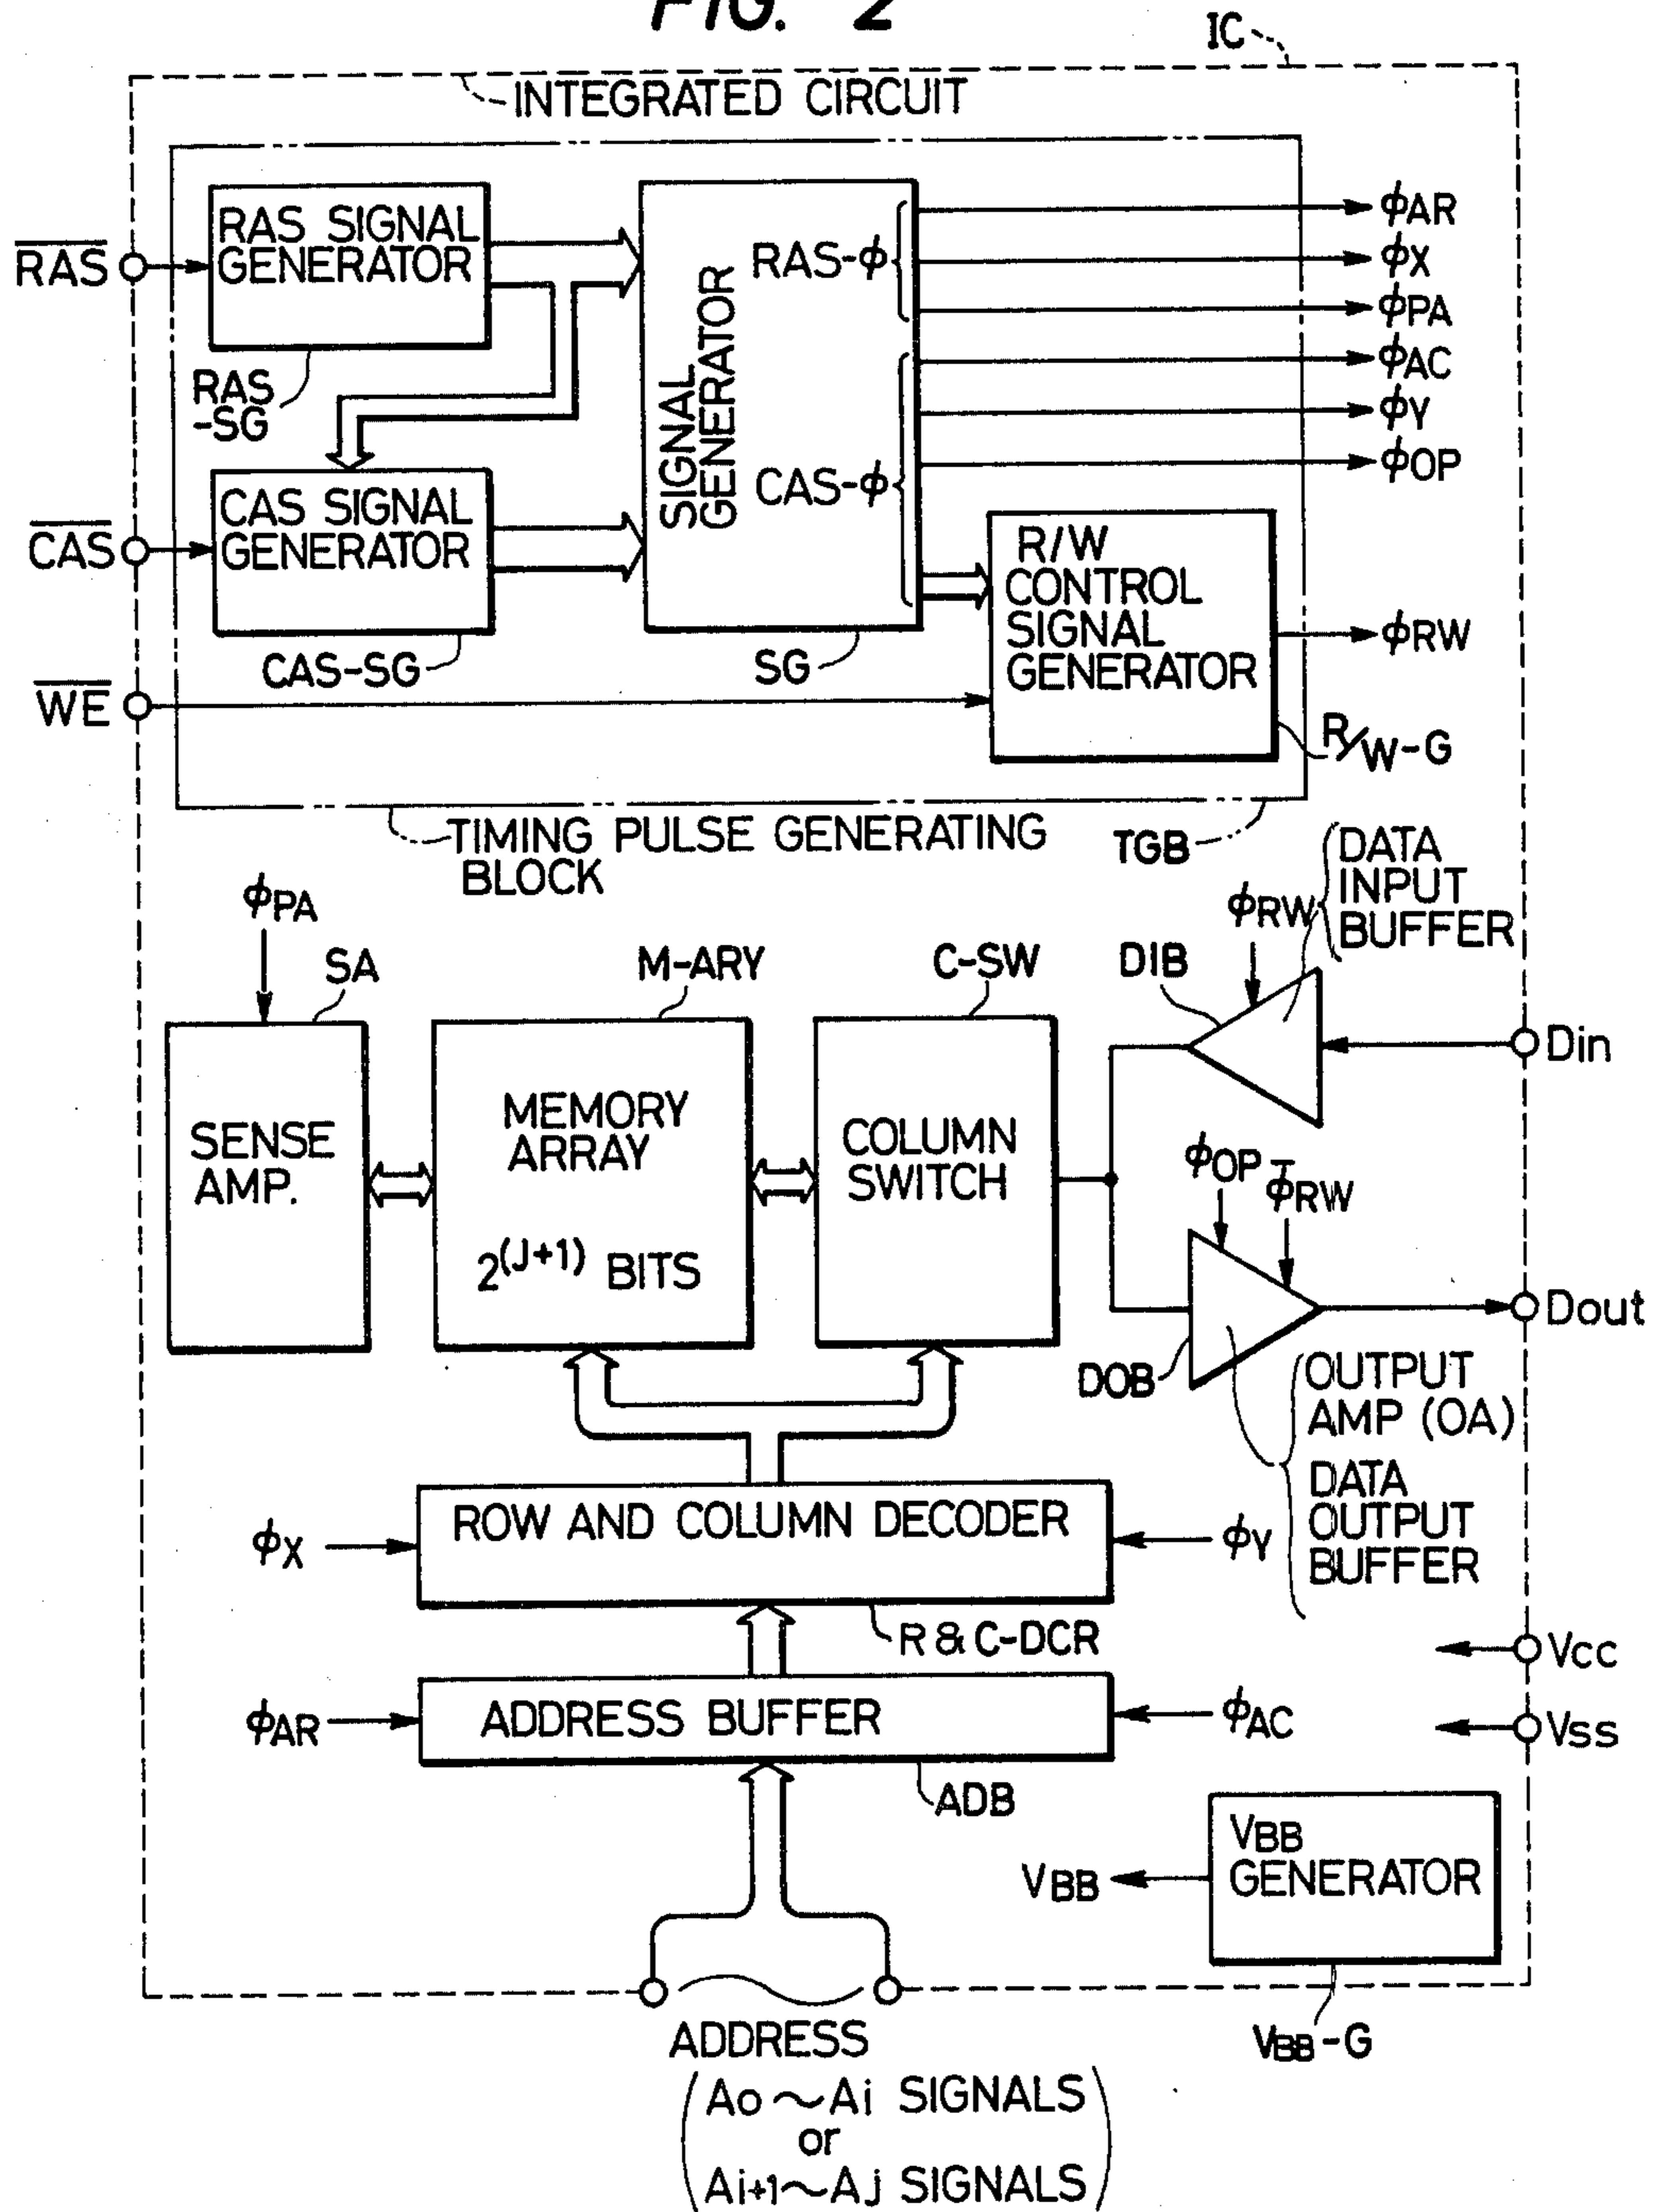 FIG. 2
IC
INTEGRATED CIRCUIT
RAS SIGNAL
GENERATOR
R̅A̅S̅
RAS
-SG
SIGNAL
GENERATOR
RAS-ϕ
CAS-ϕ
ϕAR
ϕX
ϕPA
ϕAC
ϕY
ϕOP
CAS SIGNAL
GENERATOR
C̅A̅S̅
CAS-SG
SG
R/W
CONTROL
SIGNAL
GENERATOR
ϕRW
W̅E̅
R/W-G
TIMING PULSE GENERATING
BLOCK
TGB
DATA
INPUT
BUFFER
ϕPA
ϕRW
SA
M-ARY
C-SW
DIB
Din
SENSE
AMP.
MEMORY
ARRAY
2(J+1) BITS
COLUMN
SWITCH
ϕOP
ϕ̅RW
Dout
DOB
OUTPUT
AMP (OA)
DATA
OUTPUT
BUFFER
ROW AND COLUMN DECODER
ϕX
ϕY
R & C-DCR
Vcc
ADDRESS BUFFER
ϕAR
ϕAC
Vss
ADB
VBB
GENERATOR
VBB
VBB-G
ADDRESS
(Ao~Ai SIGNALS
or
Ai+1~Aj SIGNALS)